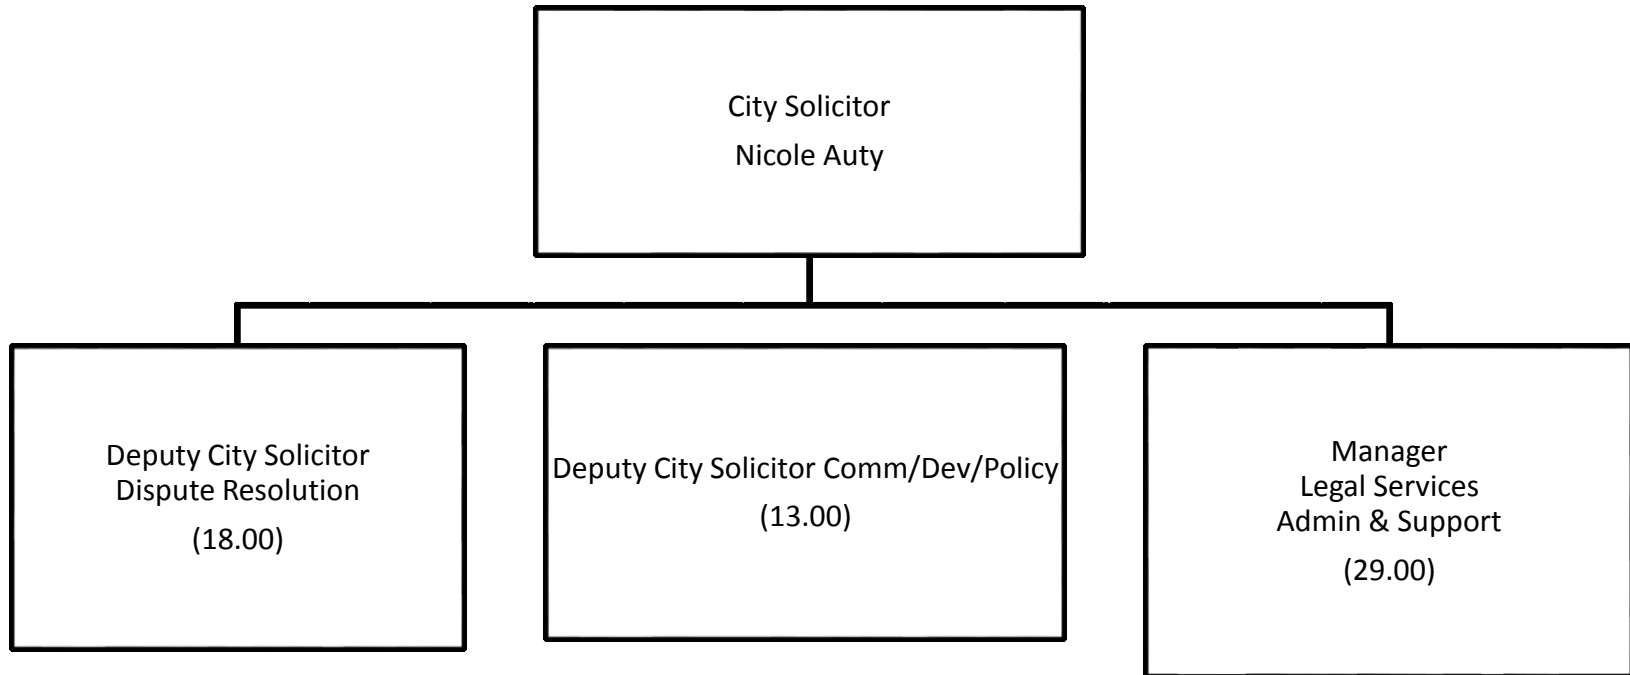 City Solicitor
Nicole Auty
Deputy City Solicitor
Dispute Resolution
(18.00)
Deputy City Solicitor Comm/Dev/Policy
(13.00)
Manager
Legal Services
Admin & Support
(29.00)